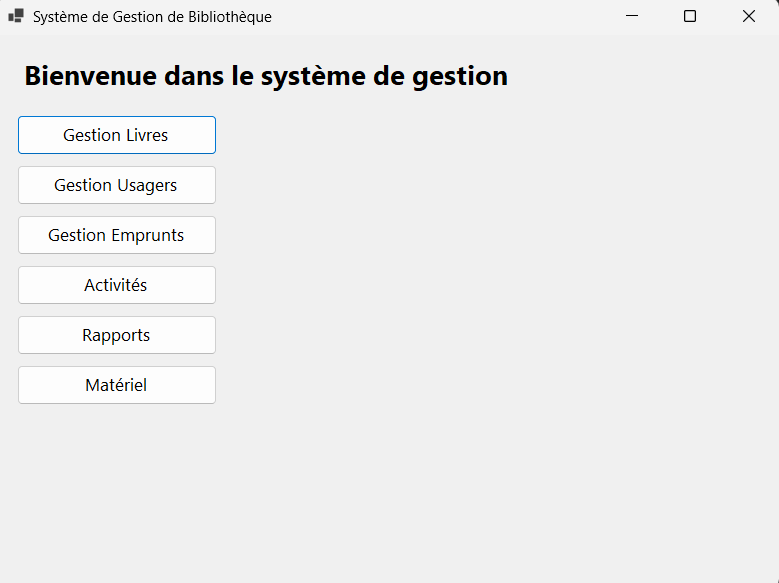 Système de Gestion de Bibliothèque
Bienvenue dans le système de gestion
Gestion Livres
Gestion Usagers
Gestion Emprunts
Activités
Rapports
Matériel